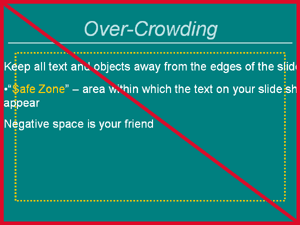 Over-Crowding
Keep all text and objects away from the edges of the slide
•“Safe Zone” – area within which the text on your slide sh
appear
Negative space is your friend